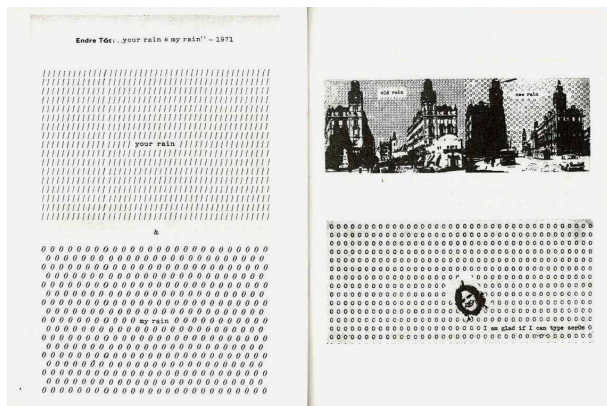 Endre Tót: „your rain & my rain” — 1971
your rain
&
my rain
old rain
new rain
I am glad if I can type zerOs